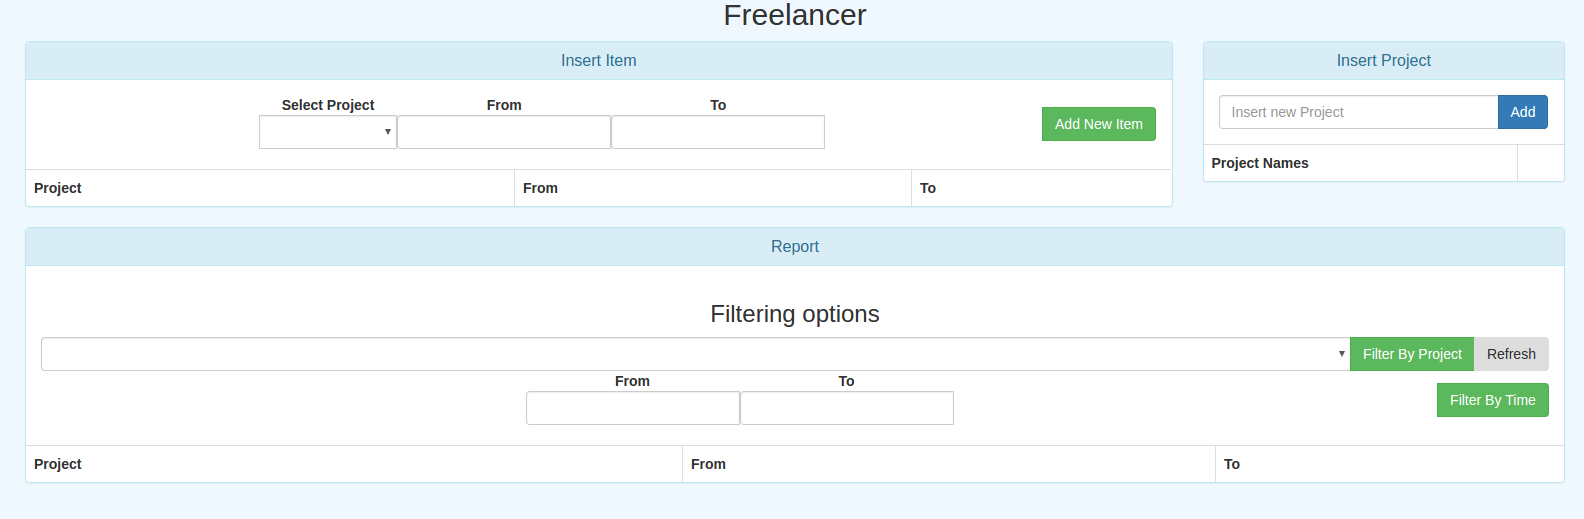 Freelancer
Insert Item
Select Project From To
Add New Item
Project From To
Insert Project
Insert new Project Add
Project Names
Report
Filtering options
Filter By Project Refresh
From To
Filter By Time
Project From To